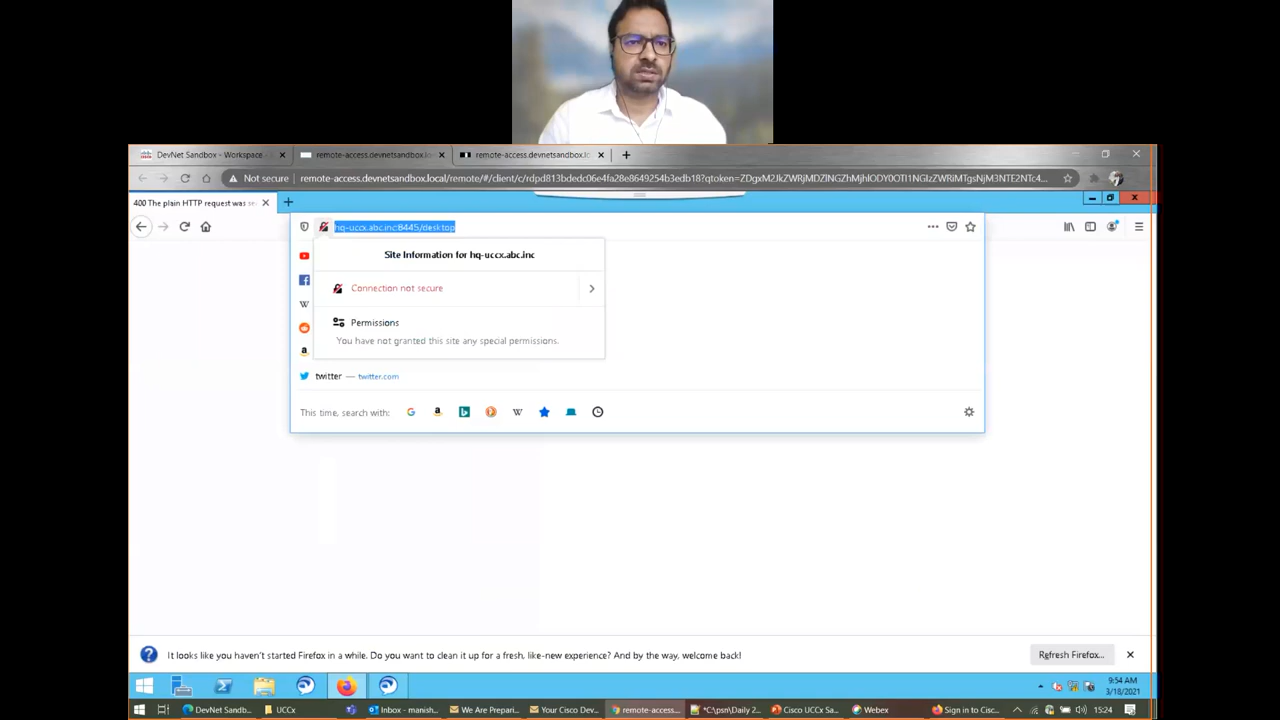 DevNet Sandbox - Workspace
remote-access.devnetsandbox.lo
remote-access.devnetsandbox.lo
Not secure
remote-access.devnetsandbox.local/remote/#/client/c/
400 The plain HTTP request was se
hq-uccx.abc.inc:8445/desktop
Site Information for hq-uccx.abc.inc
Connection not secure
Permissions
You have not granted this site any special permissions.
twitter — twitter.com
This time, search with:
It looks like you haven't started Firefox in a while. Do you want to clean it up for a fresh, like-new experience? And by the way, welcome back!
Refresh Firefox...
9:54 AM
3/18/2021
DevNet Sandb...
UCCx
Inbox - manish...
We Are Prepari...
Your Cisco Dev...
remote-access...
*C:\psn\Daily 2...
Cisco UCCx Sa...
Webex
Sign in to Cisc...
15:24